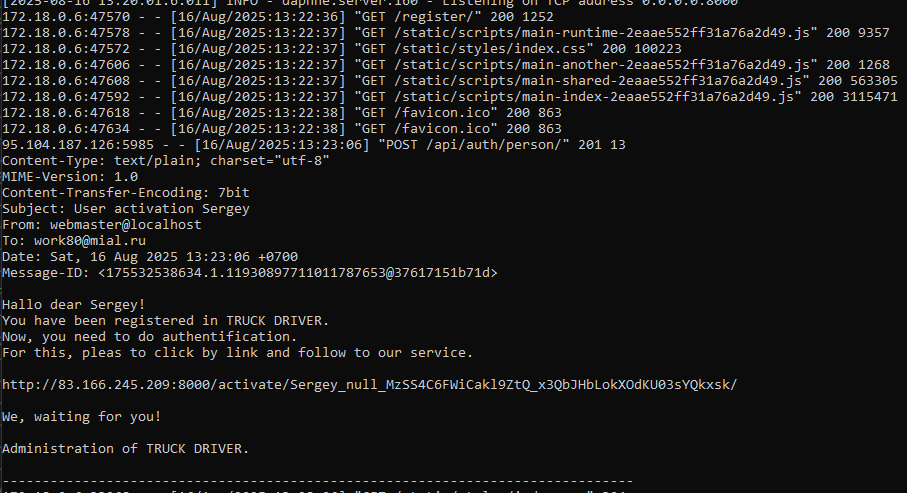 [2025-08-16 13:20:01,6.011] INFO - daphne.server.160 - Listening on TCP address 0.0.0.0:8000
172.18.0.6:47570 - - [16/Aug/2025:13:22:36] "GET /register/" 200 1252
172.18.0.6:47578 - - [16/Aug/2025:13:22:37] "GET /static/scripts/main-runtime-2eaae552ff31a76a2d49.js" 200 9357
172.18.0.6:47572 - - [16/Aug/2025:13:22:37] "GET /static/styles/index.css" 200 100223
172.18.0.6:47606 - - [16/Aug/2025:13:22:37] "GET /static/scripts/main-another-2eaae552ff31a76a2d49.js" 200 1268
172.18.0.6:47608 - - [16/Aug/2025:13:22:37] "GET /static/scripts/main-shared-2eaae552ff31a76a2d49.js" 200 563305
172.18.0.6:47592 - - [16/Aug/2025:13:22:37] "GET /static/scripts/main-index-2eaae552ff31a76a2d49.js" 200 3115471
172.18.0.6:47618 - - [16/Aug/2025:13:22:38] "GET /favicon.ico" 200 863
172.18.0.6:47634 - - [16/Aug/2025:13:22:38] "GET /favicon.ico" 200 863
95.104.187.126:5985 - - [16/Aug/2025:13:23:06] "POST /api/auth/person/" 201 13
Content-Type: text/plain; charset="utf-8"
MIME-Version: 1.0
Content-Transfer-Encoding: 7bit
Subject: User activation Sergey
From: webmaster@localhost
To: work80@mial.ru
Date: Sat, 16 Aug 2025 13:23:06 +0700
Message-ID: <175532538634.1.11930897711011787653@37617151b71d>
Hallo dear Sergey!
You have been registered in TRUCK DRIVER.
Now, you need to do authentification.
For this, pleas to click by link and follow to our service.
http://83.166.245.209:8000/activate/Sergey_null_MzSS4C6FWiCakl9ZtQ_x3QbJHbLokXOdKU03sYQkxsk/
We, waiting for you!
Administration of TRUCK DRIVER.
-------------------------------------------------------------------------------